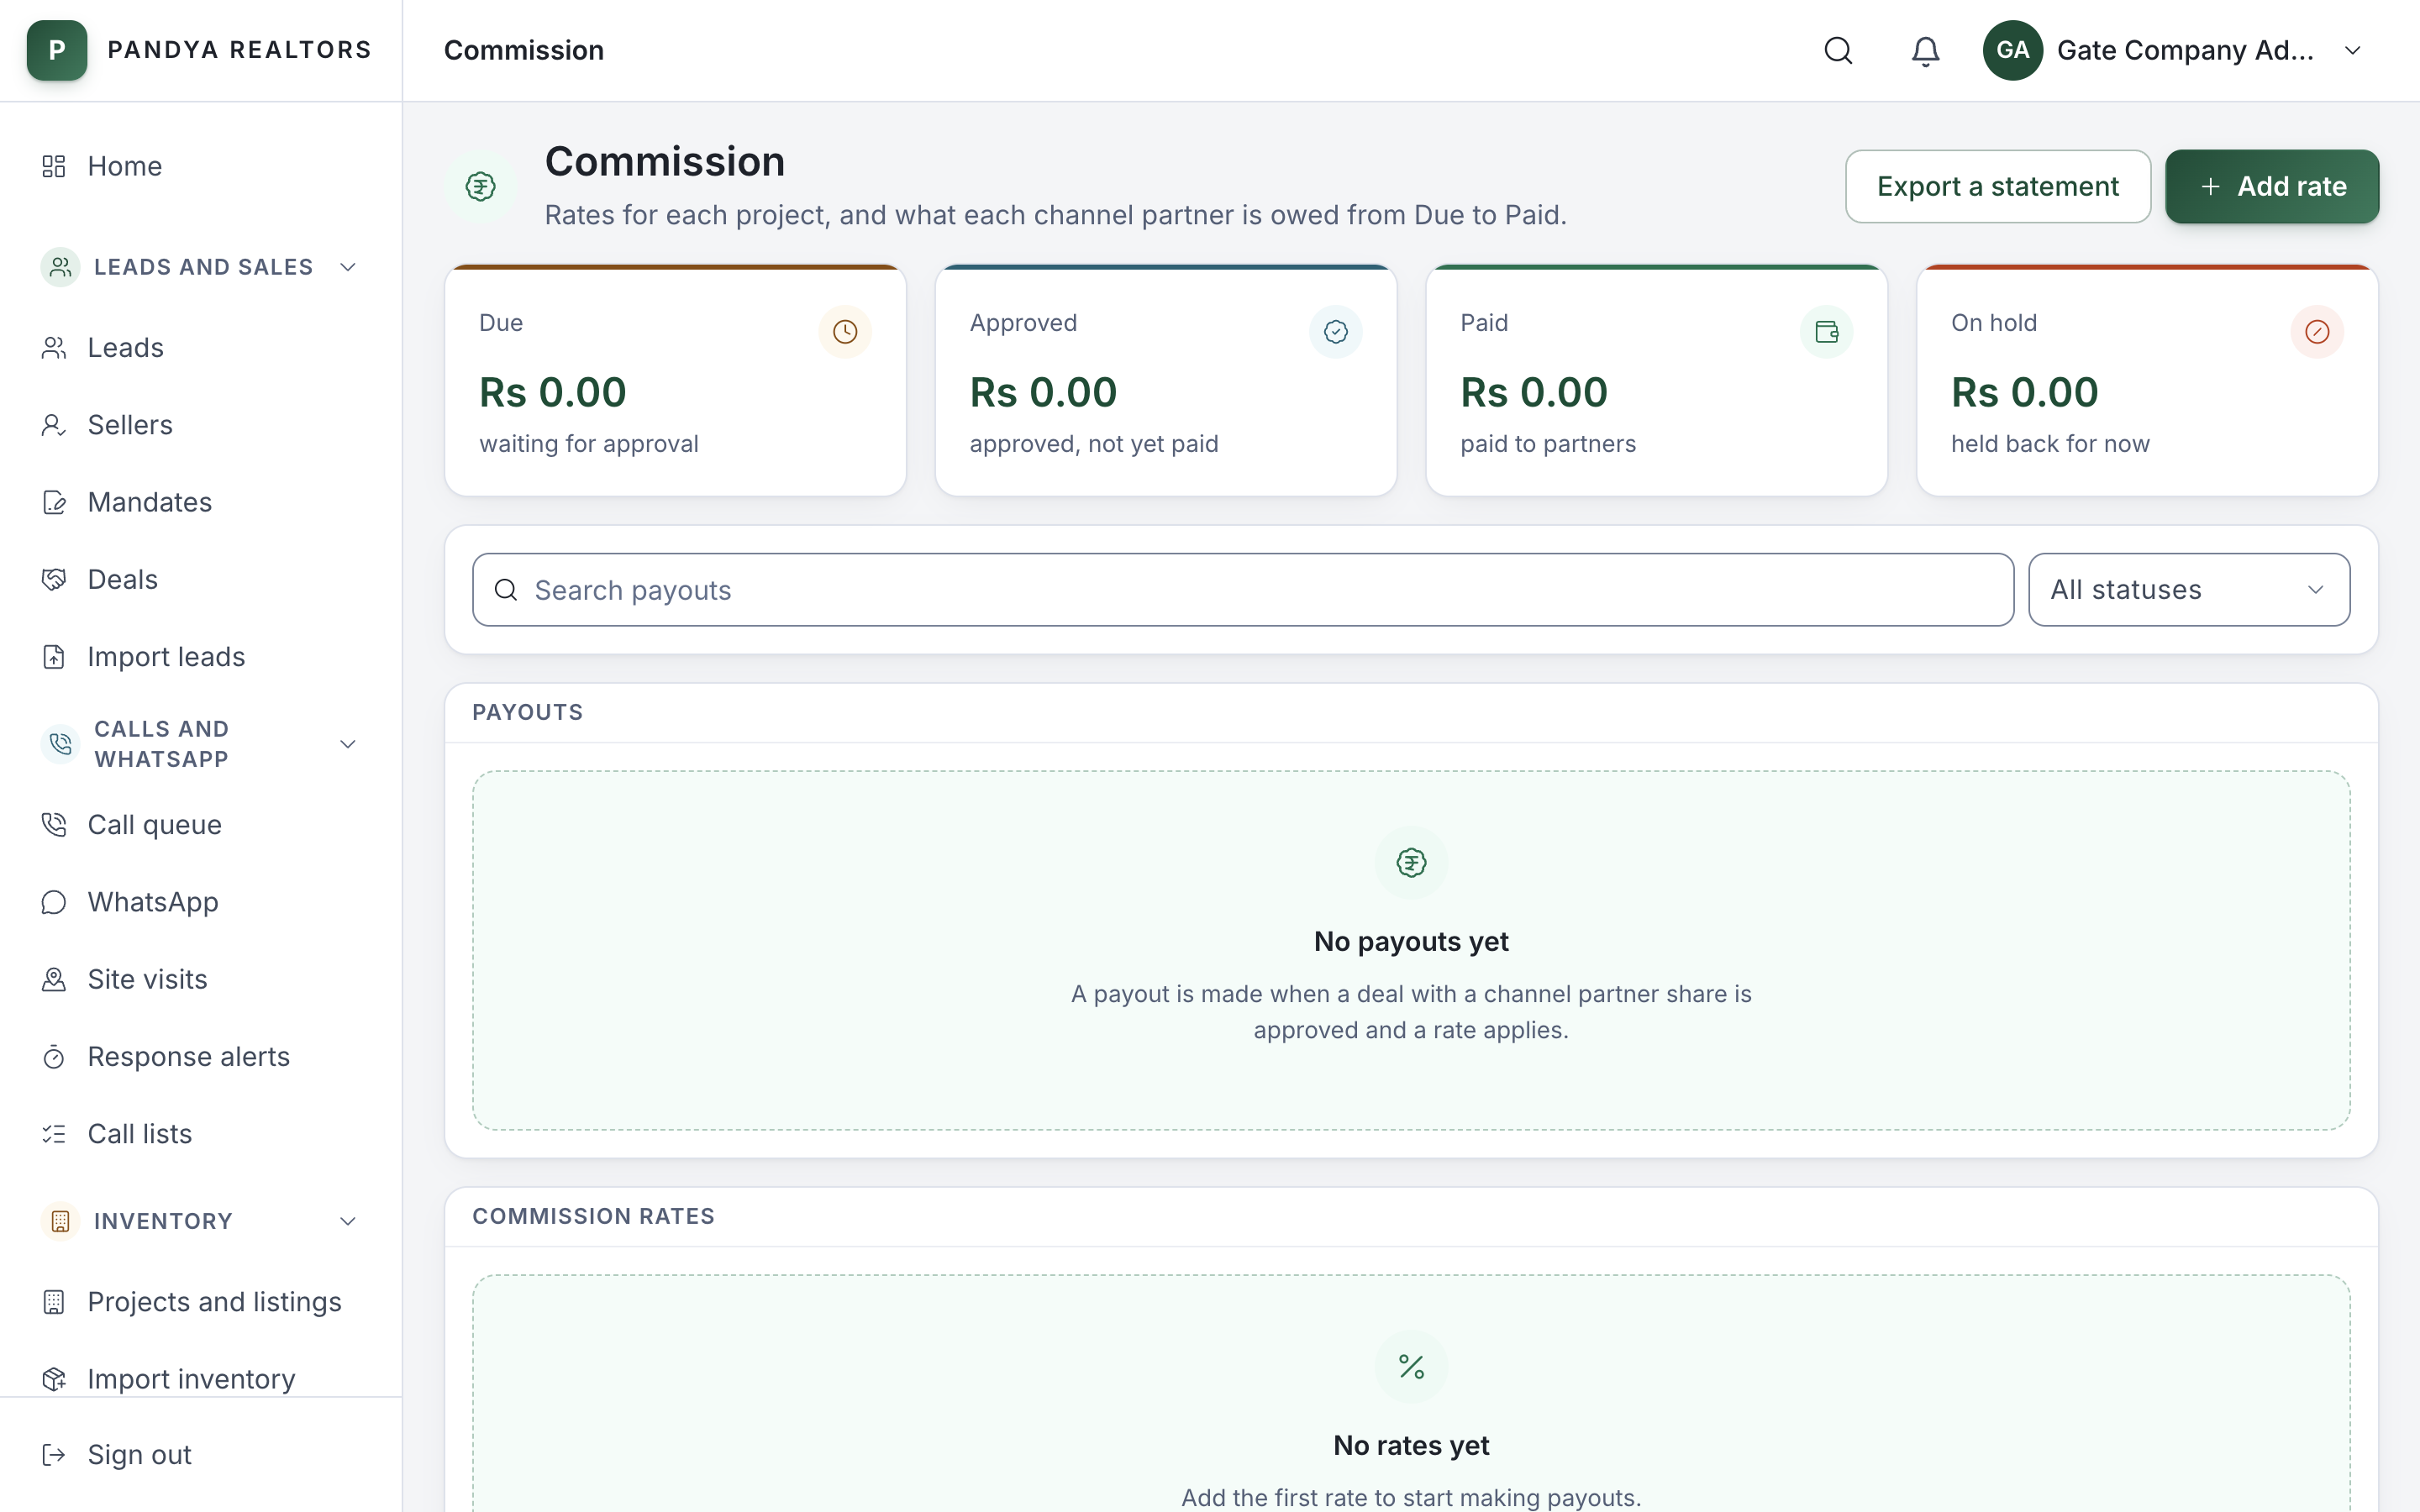 P
PANDYA REALTORS
Commission
GA
Gate Company Ad...
Home
LEADS AND SALES
Leads
Sellers
Mandates
Deals
Import leads
CALLS AND
WHATSAPP
Call queue
WhatsApp
Site visits
Response alerts
Call lists
INVENTORY
Projects and listings
Import inventory
Sign out
Commission
Rates for each project, and what each channel partner is owed from Due to Paid.
Export a statement
Add rate
Due
Rs 0.00
waiting for approval
Approved
Rs 0.00
approved, not yet paid
Paid
Rs 0.00
paid to partners
On hold
Rs 0.00
held back for now
Search payouts
All statuses
PAYOUTS
No payouts yet
A payout is made when a deal with a channel partner share is
approved and a rate applies.
COMMISSION RATES
No rates yet
Add the first rate to start making payouts.